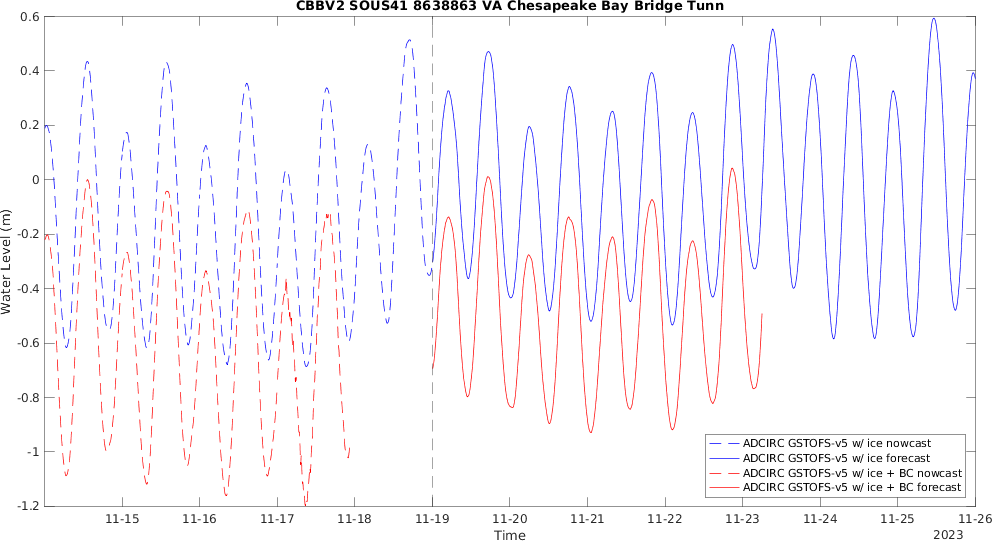 CBBV2 SOUS41 8638863 VA Chesapeake Bay Bridge Tunn
0.6
0.4
0.2
0
-0.2
-0.4
-0.6
-0.8
-1
-1.2
Water Level (m)
ADCIRC GSTOFS-v5 w/ ice nowcast
ADCIRC GSTOFS-v5 w/ ice forecast
ADCIRC GSTOFS-v5 w/ ice + BC nowcast
ADCIRC GSTOFS-v5 w/ ice + BC forecast
11-15 11-16 11-17 11-18 11-19 11-20 11-21 11-22 11-23 11-24 11-25 11-26
Time
2023